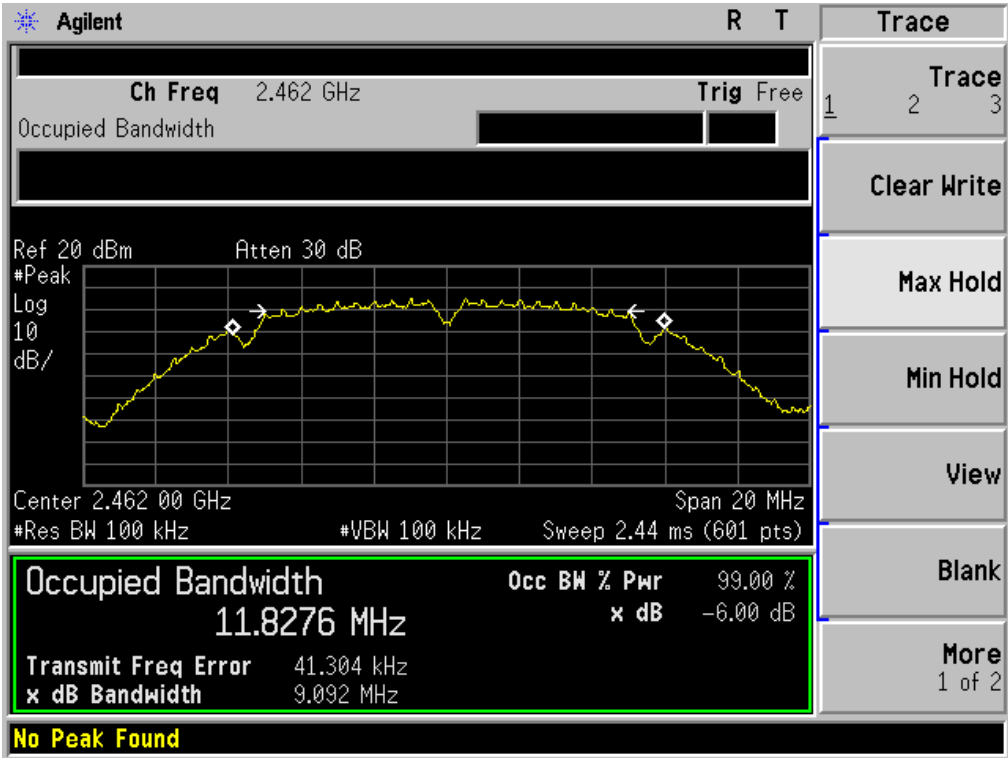 Agilent R T Trace
Ch Freq 2.462 GHz Trig Free
Occupied Bandwidth
Trace
1 2 3
Clear Write
Max Hold
Min Hold
View
Blank
More
1 of 2
Ref 20 dBm Atten 30 dB
#Peak
Log
10
dB/
Center 2.462 00 GHz Span 20 MHz
#Res BW 100 kHz #VBW 100 kHz Sweep 2.44 ms (601 pts)
Occupied Bandwidth
11.8276 MHz
Occ BW % Pwr 99.00 %
x dB -6.00 dB
Transmit Freq Error 41.304 kHz
x dB Bandwidth 9.092 MHz
No Peak Found